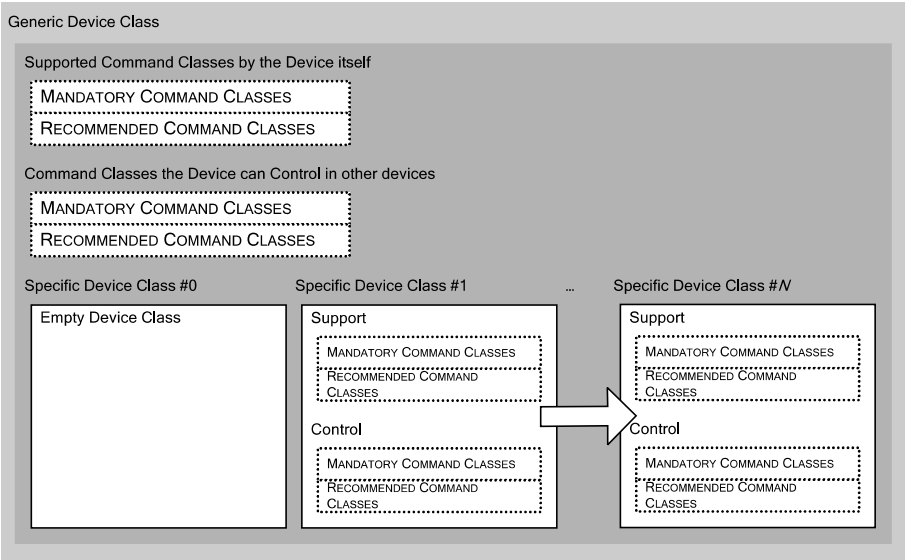 Generic Device Class
Supported Command Classes by the Device itself
MANDATORY COMMAND CLASSES
RECOMMENDED COMMAND CLASSES
Command Classes the Device can Control in other devices
MANDATORY COMMAND CLASSES
RECOMMENDED COMMAND CLASSES
Specific Device Class #0
Empty Device Class
Specific Device Class #1
Support
MANDATORY COMMAND CLASSES
RECOMMENDED COMMAND
CLASSES
Control
MANDATORY COMMAND CLASSES
RECOMMENDED COMMAND
CLASSES
...
Specific Device Class #N
Support
MANDATORY COMMAND CLASSES
RECOMMENDED COMMAND
CLASSES
Control
MANDATORY COMMAND CLASSES
RECOMMENDED COMMAND
CLASSES